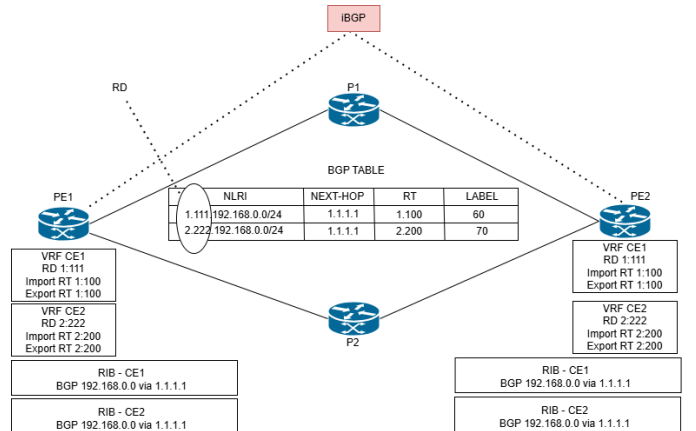 iBGP
RD
P1
BGP TABLE
NLRI NEXT-HOP RT LABEL
1.111.192.168.0.0/24 1.1.1.1 1.100 60
2.222.192.168.0.0/24 1.1.1.1 2.200 70
PE1
PE2
VRF CE1
RD 1:111
Import RT 1:100
Export RT 1:100
VRF CE2
RD 2:222
Import RT 2:200
Export RT 2:200
VRF CE1
RD 1:111
Import RT 1:100
Export RT 1:100
VRF CE2
RD 2:222
Import RT 2:200
Export RT 2:200
P2
RIB - CE1
BGP 192.168.0.0 via 1.1.1.1
RIB - CE2
BGP 192.168.0.0 via 1.1.1.1
RIB - CE1
BGP 192.168.0.0 via 1.1.1.1
RIB - CE2
BGP 192.168.0.0 via 1.1.1.1